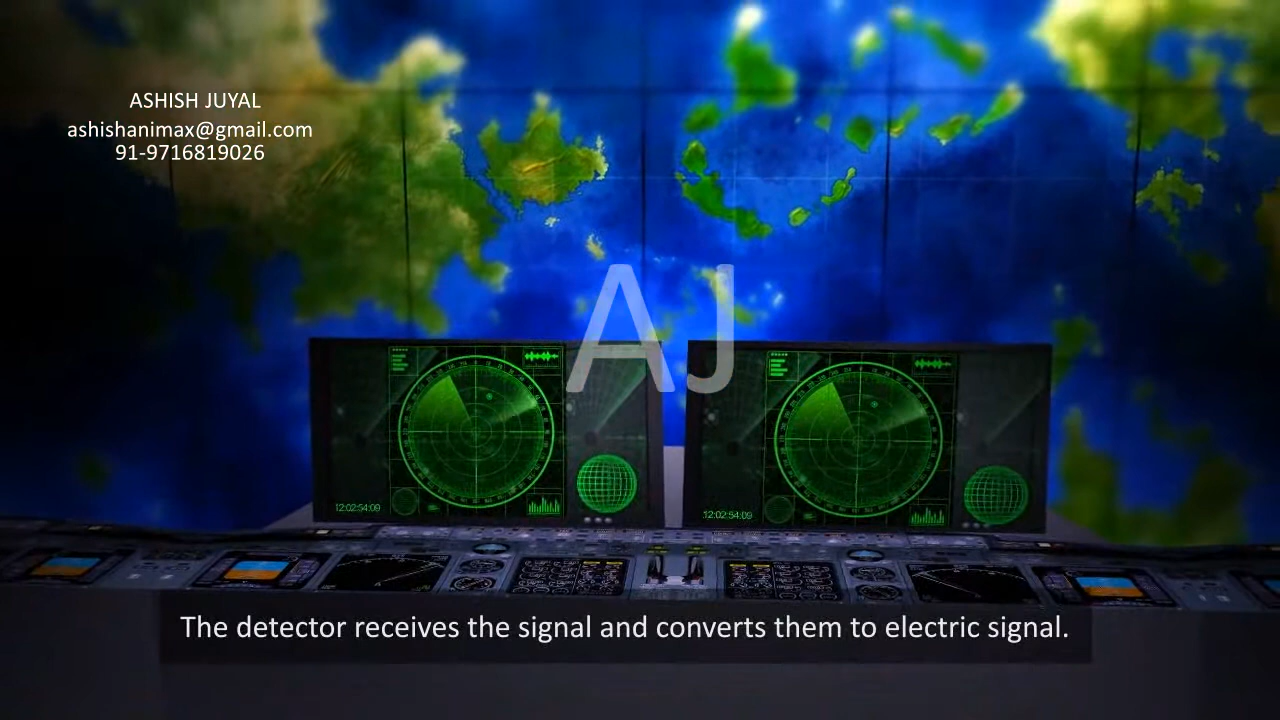 ASHISH JUYAL
ashishanimax@gmail.com
91-9716819026
AJ
12:02:54:09
12:02:54:09
The detector receives the signal and converts them to electric signal.